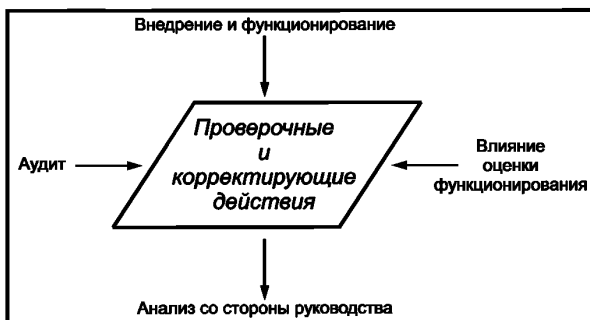 Внедрение и функционирование
Проверочные
и
корректирующие
действия
Аудит
Влияние
оценки
функционирования
Анализ со стороны руководства